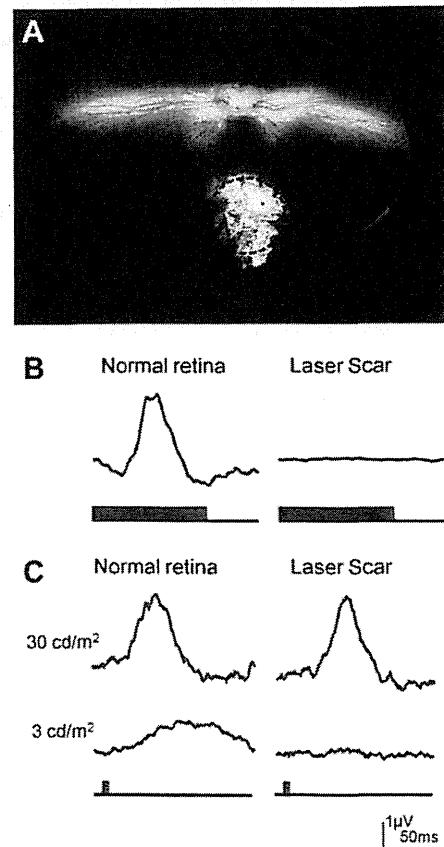 A
B
Normal retina Laser Scar
C
Normal retina Laser Scar
30 cd/m²
3 cd/m²
1µV
50ms